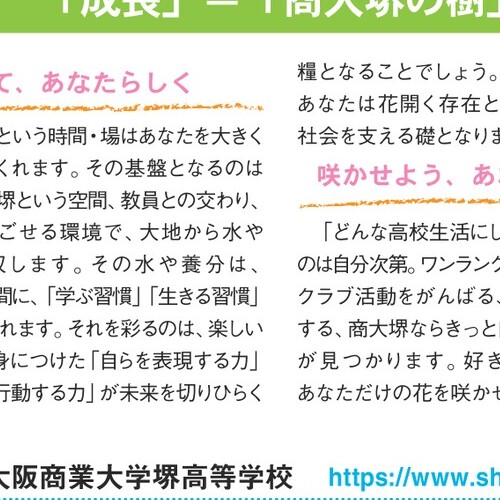 「成長」＝「商大堺の樹」
て、あなたらしく
という時間・場はあなたを大きく
くれます。その基盤となるのは
堺という空間、教員との交わり、
ごせる環境で、大地から水や
収します。その水や養分は、
間に、「学ぶ習慣」「生きる習慣」
れます。それを彩るのは、楽しい
身につけた「自らを表現する力」
行動する力」が未来を切りひらく
糧となることでしょう。
あなたは花開く存在と
社会を支える礎となりま
咲かせよう、あ
「どんな高校生活にし
のは自分次第。ワンランク
クラブ活動をがんばる、
する、商大堺ならきっと
が見つかります。好き
あなただけの花を咲かせ
大阪商業大学堺高等学校 https://www.sh